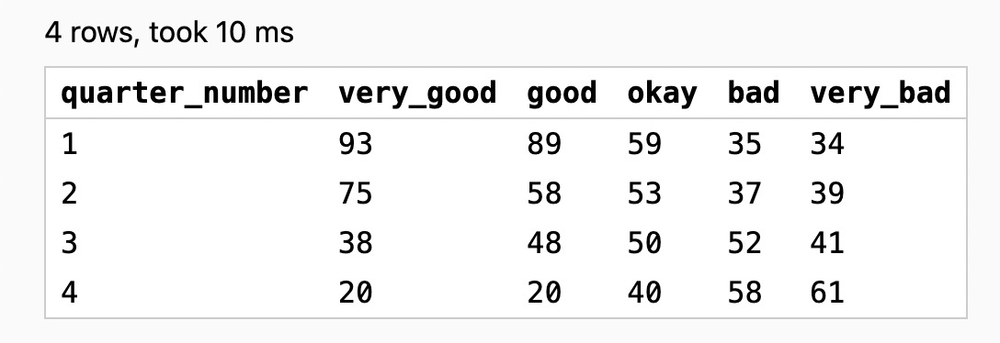 4 rows, took 10 ms
quarter_number very_good good okay bad very_bad
1 93 89 59 35 34
2 75 58 53 37 39
3 38 48 50 52 41
4 20 20 40 58 61